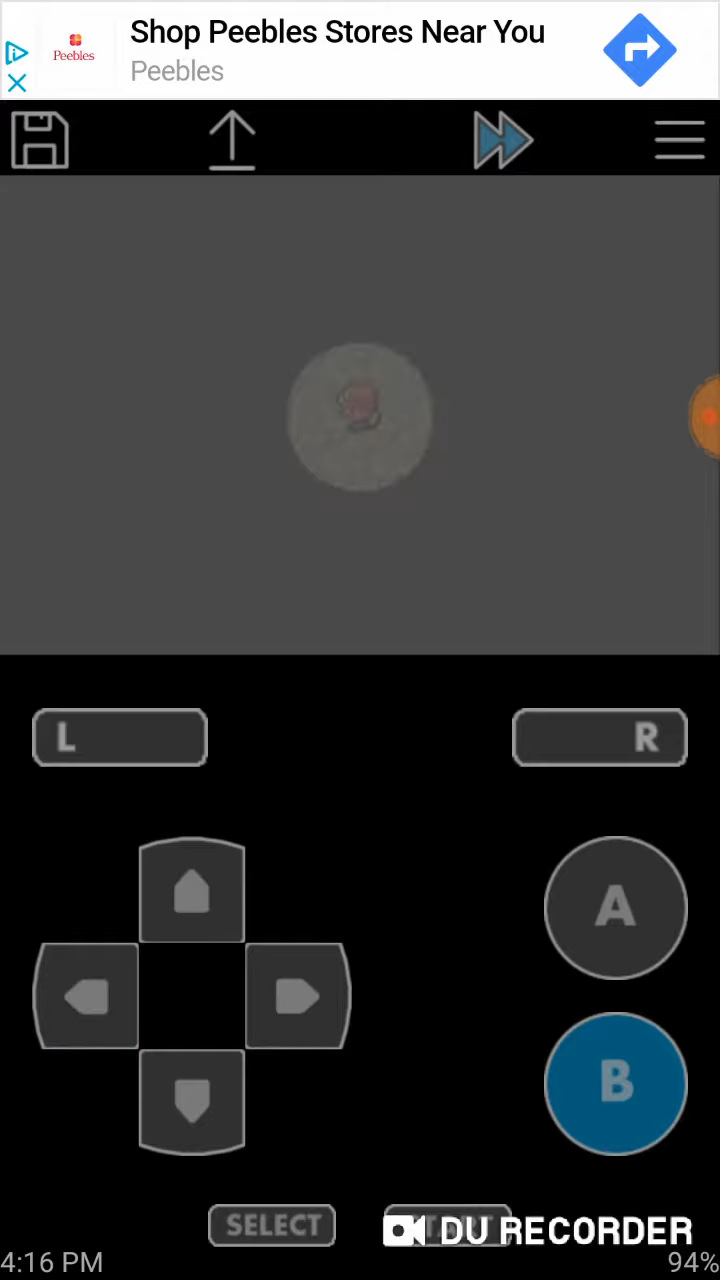 Shop Peebles Stores Near You
Peebles
Peebles
L
R
A
B
SELECT
DU RECORDER
4:16 PM
94%